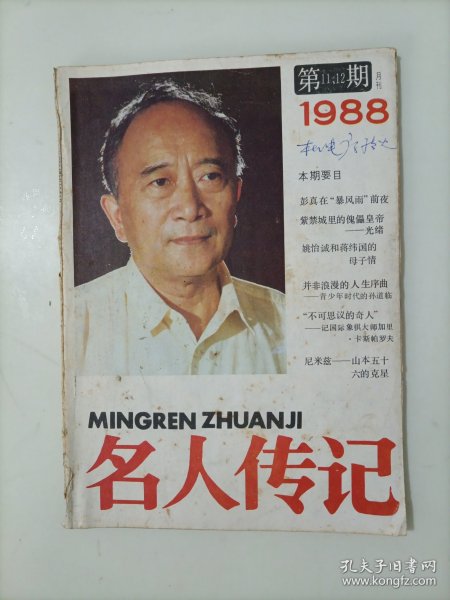 第11:12期
月刊
1988
本期要目
彭真在“暴风雨”前夜
紫禁城里的傀儡皇帝
——光绪
姚怡诚和蒋纬国的
母子情
并非浪漫的人生序曲
——青少年时代的孙道临
“不可思议的奇人”
——记国际象棋大师加里
·卡斯帕罗夫
尼米兹——山本五十
六的克星
MINGREN ZHUANJI
名人传记
孔夫子旧书网
www.kongfz.com